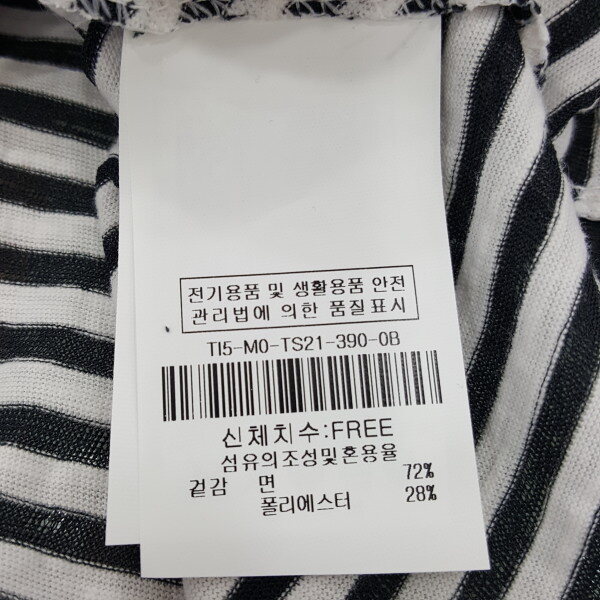 전기용품 및 생활용품 안전
관리법에 의한 품질표시
TI5-M0-TS21-390-0B
신체치수:FREE
섬유의조성및혼용율
겉감 면 72%
폴리에스터 28%